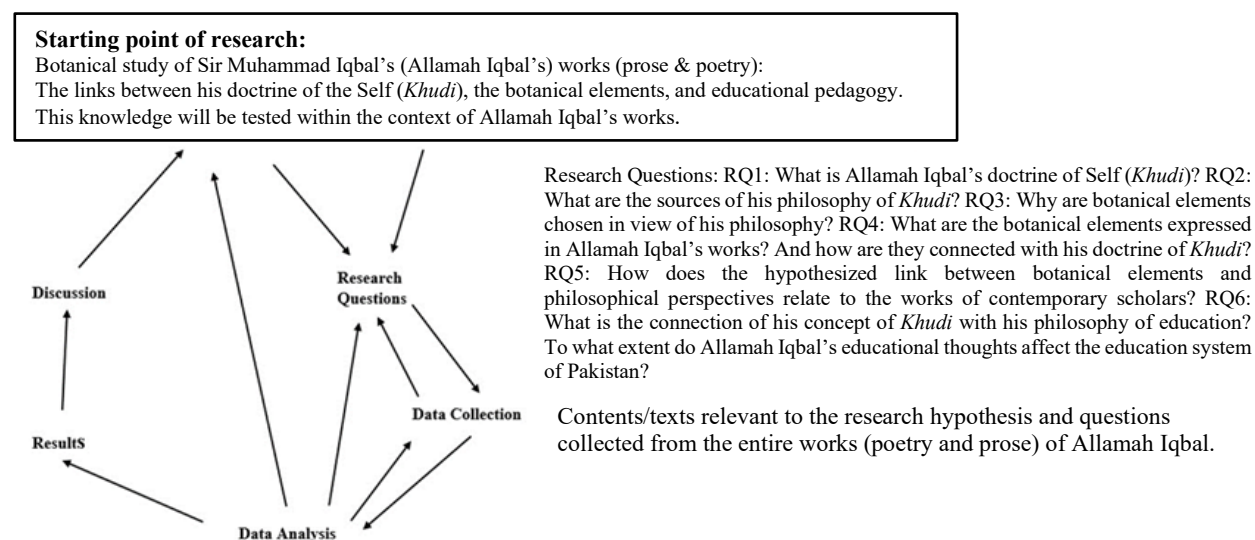 Starting point of research:
Botanical study of Sir Muhammad Iqbal’s (Allamah Iqbal’s) works (prose & poetry):
The links between his doctrine of the Self (Khudi), the botanical elements, and educational pedagogy.
This knowledge will be tested within the context of Allamah Iqbal’s works.
Research Questions: RQ1: What is Allamah Iqbal’s doctrine of Self (Khudi)? RQ2:
What are the sources of his philosophy of Khudi? RQ3: Why are botanical elements
chosen in view of his philosophy? RQ4: What are the botanical elements expressed
in Allamah Iqbal’s works? And how are they connected with his doctrine of Khudi?
RQ5: How does the hypothesized link between botanical elements and
philosophical perspectives relate to the works of contemporary scholars? RQ6:
What is the connection of his concept of Khudi with his philosophy of education?
To what extent do Allamah Iqbal’s educational thoughts affect the education system
of Pakistan?
Research
Questions
Discussion
Data Collection
Contents/texts relevant to the research hypothesis and questions
collected from the entire works (poetry and prose) of Allamah Iqbal.
ResultS
Data Analysis